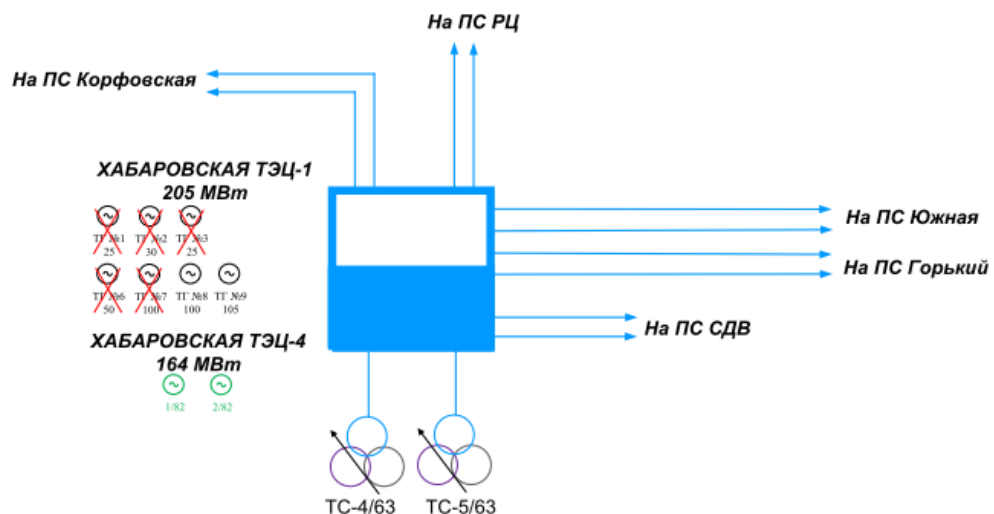 На ПС РЦ
На ПС Корфовская
ХАБАРОВСКАЯ ТЭЦ-1
205 МВт
ТГ №1 ТГ №2 ТГ №3
25 30 25
ТГ №6 ТГ №7 ТГ №8 ТГ №9
50 100 100 105
На ПС Южная
На ПС Горький
На ПС СДВ
ХАБАРОВСКАЯ ТЭЦ-4
164 МВт
1/82 2/82
ТС-4/63 ТС-5/63